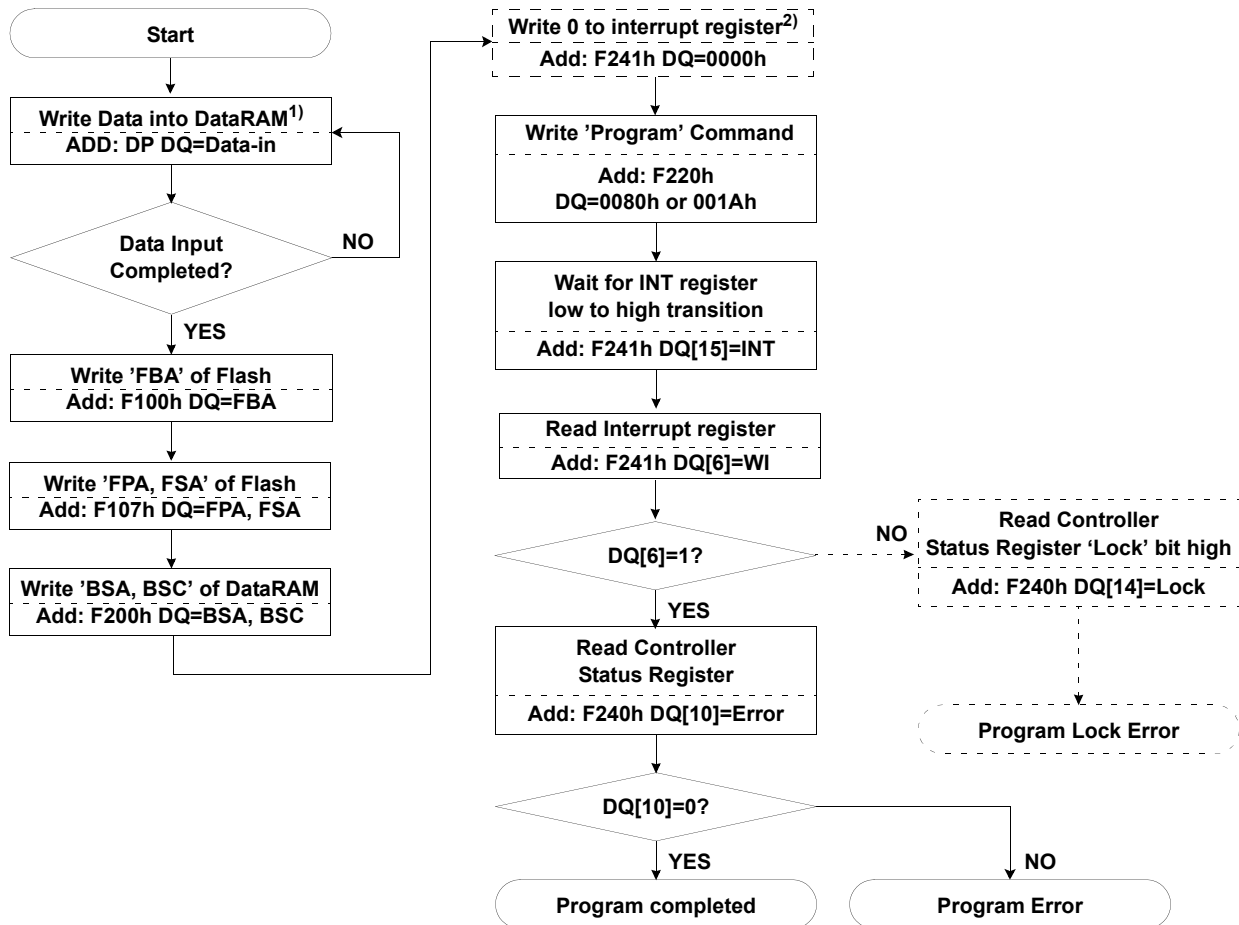 Start
Write Data into DataRAM1)
ADD: DP DQ=Data-in
Data Input
Completed?
NO
YES
Write ’FBA’ of Flash
Add: F100h DQ=FBA
Write ’FPA, FSA’ of Flash
Add: F107h DQ=FPA, FSA
Write ’BSA, BSC’ of DataRAM
Add: F200h DQ=BSA, BSC
Write 0 to interrupt register2)
Add: F241h DQ=0000h
Write ’Program’ Command
Add: F220h
DQ=0080h or 001Ah
Wait for INT register
low to high transition
Add: F241h DQ[15]=INT
Read Interrupt register
Add: F241h DQ[6]=WI
DQ[6]=1?
NO
YES
Read Controller
Status Register ‘Lock’ bit high
Add: F240h DQ[14]=Lock
Program Lock Error
Read Controller
Status Register
Add: F240h DQ[10]=Error
DQ[10]=0?
YES
NO
Program completed
Program Error